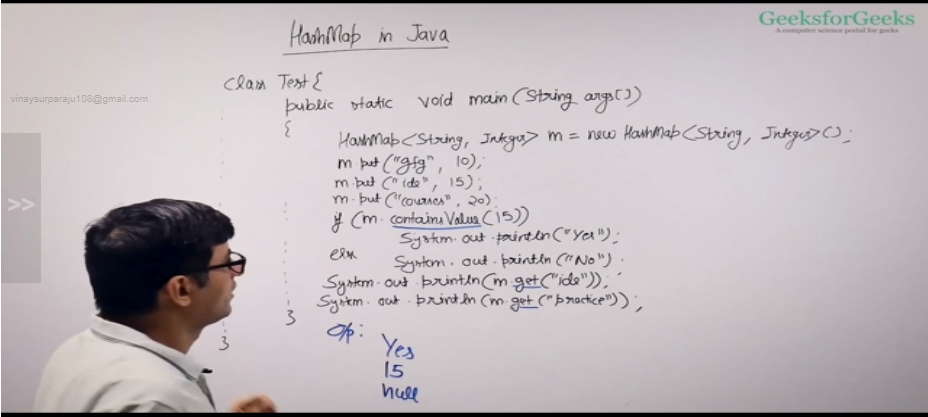 HashMap in Java
GeeksforGeeks
A computer science portal for geeks
class Test {
vinaysurparaju108@gmail.com
public static void main (String args[])
{
HashMap<String, Integer> m = new HashMap<String, Integer>();
m.put ("gfg", 10);
m.put ("ide", 15);
m.put ("courses", 20);
if (m. containsValue (15))
System.out.println ("Yes");
else
System.out.println ("No");
System.out.println (m.get ("ide"));
System.out.println (m.get ("practice"));
}
}
>>
o/p:
Yes
15
null